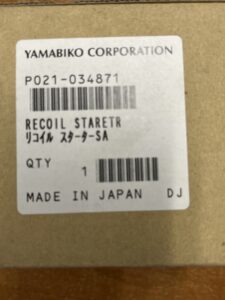 YAMABIKO CORPORATION
P021-034871
RECOIL STARETR
リコイル スターターSA
QTY
1
MADE IN JAPAN DJ